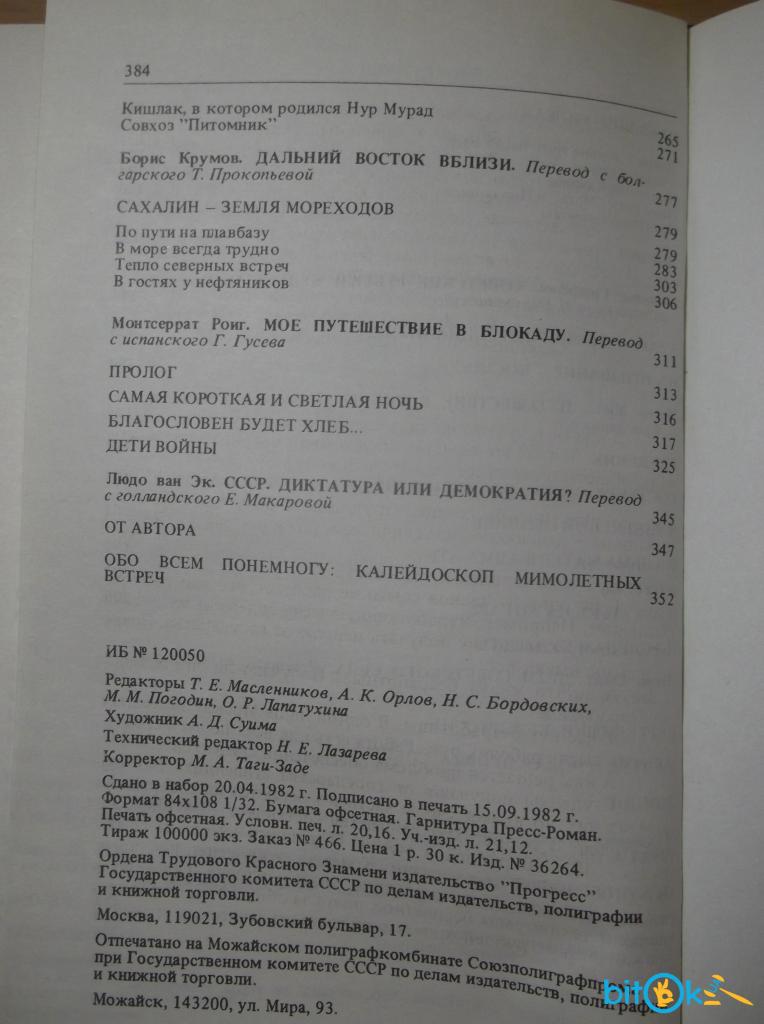 384
Кишлак, в котором родился Нур Мурад 265
Совхоз "Питомник" 271
Борис Крумов. ДАЛЬНИЙ ВОСТОК ВБЛИЗИ. Перевод с бол-
гарского Т. Прокопьевой 277
САХАЛИН – ЗЕМЛЯ МОРЕХОДОВ 279
По пути на плавбазу 279
В море всегда трудно 283
Тепло северных встреч 303
В гостях у нефтяников 306
Монтсеррат Роиг. МОЕ ПУТЕШЕСТВИЕ В БЛОКАДУ. Перевод
с испанского Г. Гусева 311
ПРОЛОГ 313
САМАЯ КОРОТКАЯ И СВЕТЛАЯ НОЧЬ 316
БЛАГОСЛОВЕН БУДЕТ ХЛЕБ... 317
ДЕТИ ВОЙНЫ 325
Людо ван Эк. СССР. ДИКТАТУРА ИЛИ ДЕМОКРАТИЯ? Перевод
с голландского Е. Макаровой 345
ОТ АВТОРА 347
ОБО ВСЕМ ПОНЕМНОГУ: КАЛЕЙДОСКОП МИМОЛЕТНЫХ
ВСТРЕЧ 352
ИБ № 120050
Редакторы Т. Е. Масленников, А. К. Орлов, Н. С. Бордовских,
М. М. Погодин, О. Р. Лапатухина
Художник А. Д. Суима
Технический редактор Н. Е. Лазарева
Корректор М. А. Таги-Заде
Сдано в набор 20.04.1982 г. Подписано в печать 15.09.1982 г.
Формат 84х108 1/32. Бумага офсетная. Гарнитура Пресс-Роман.
Печать офсетная. Условн. печ. л. 20,16. Уч.-изд. л. 21,12.
Тираж 100000 экз. Заказ № 466. Цена 1 р. 30 к. Изд. № 36264.
Ордена Трудового Красного Знамени издательство "Прогресс"
Государственного комитета СССР по делам издательств, полиграфии
и книжной торговли.
Москва, 119021, Зубовский бульвар, 17.
Отпечатано на Можайском полиграфкомбинате
при Государственном комитете СССР по делам издательств,
и книжной торговли.
Можайск, 143200, ул. Мира, 93.
bitOk